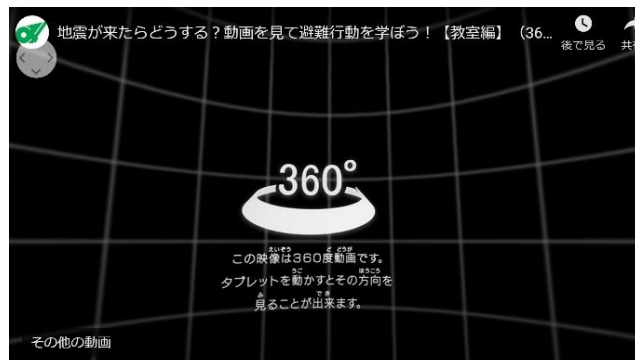 地震が来たらどうする？動画を見て避難行動を学ぼう！【教室編】（36...
後で見る
360°
この映像は360度動画です。
タブレットを動かすとその方向を
見ることが出来ます。
その他の動画